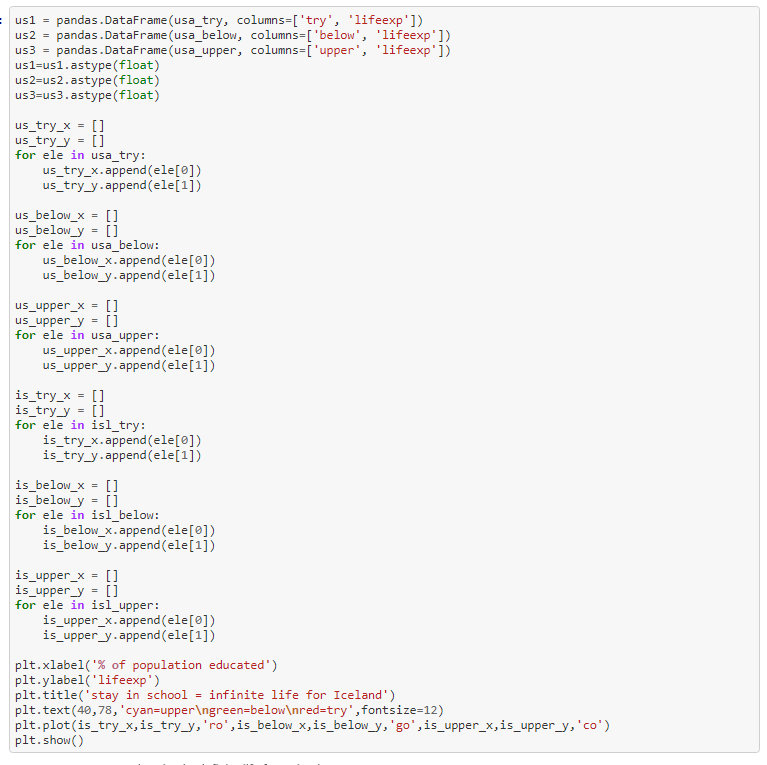 us1 = pandas.DataFrame(usa_try, columns=['try', 'lifeexp'])
us2 = pandas.DataFrame(usa_below, columns=['below', 'lifeexp'])
us3 = pandas.DataFrame(usa_upper, columns=['upper', 'lifeexp'])
us1=us1.astype(float)
us2=us2.astype(float)
us3=us3.astype(float)

us_try_x = []
us_try_y = []
for ele in usa_try:
    us_try_x.append(ele[0])
    us_try_y.append(ele[1])

us_below_x = []
us_below_y = []
for ele in usa_below:
    us_below_x.append(ele[0])
    us_below_y.append(ele[1])

us_upper_x = []
us_upper_y = []
for ele in usa_upper:
    us_upper_x.append(ele[0])
    us_upper_y.append(ele[1])

is_try_x = []
is_try_y = []
for ele in isl_try:
    is_try_x.append(ele[0])
    is_try_y.append(ele[1])

is_below_x = []
is_below_y = []
for ele in isl_below:
    is_below_x.append(ele[0])
    is_below_y.append(ele[1])

is_upper_x = []
is_upper_y = []
for ele in isl_upper:
    is_upper_x.append(ele[0])
    is_upper_y.append(ele[1])

plt.xlabel('% of population educated')
plt.ylabel('lifeexp')
plt.title('stay in school = infinite life for Iceland')
plt.text(40,78,'cyan=upper\ngreen=below\nred=try',fontsize=12)
plt.plot(is_try_x,is_try_y,'ro',is_below_x,is_below_y,'go',is_upper_x,is_upper_y,'co')
plt.show()